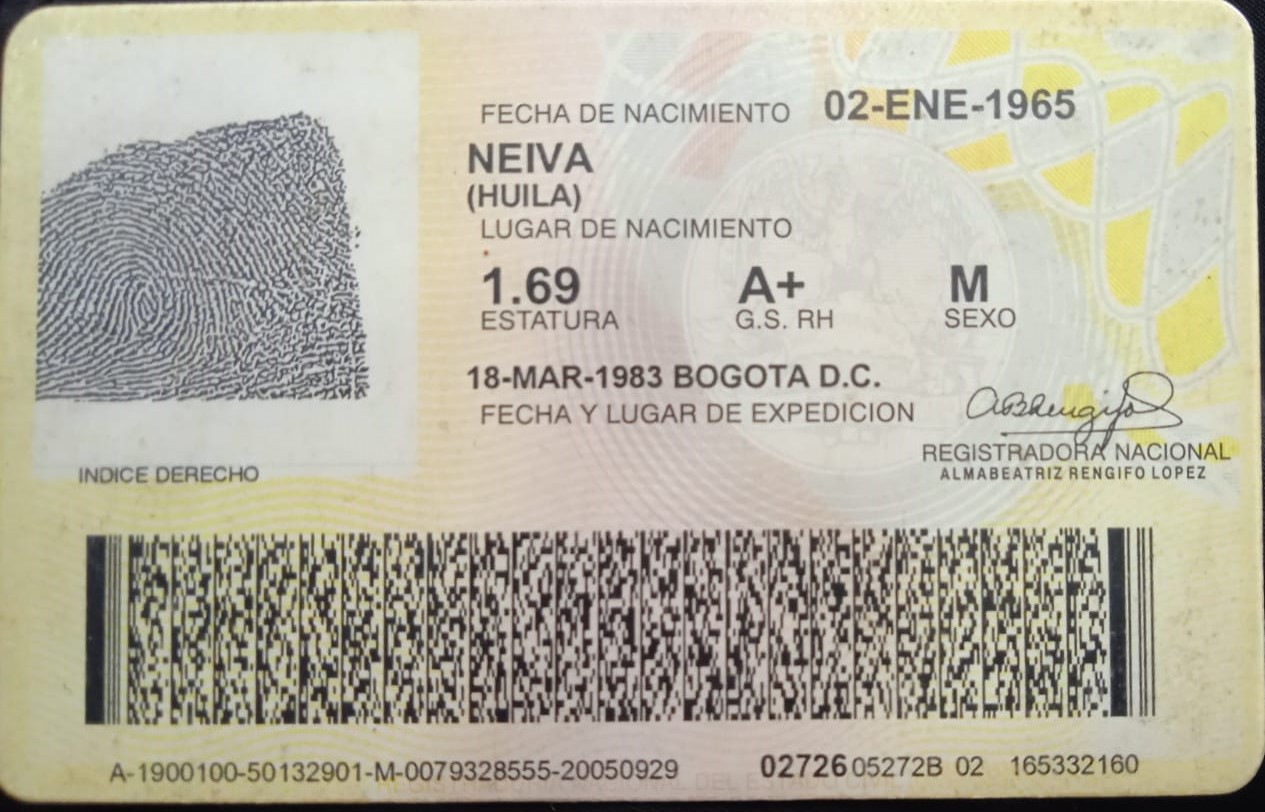 FECHA DE NACIMIENTO 02-ENE-1965
NEIVA
(HUILA)
LUGAR DE NACIMIENTO
1.69 A+ M
ESTATURA G.S. RH SEXO
18-MAR-1983 BOGOTA D.C.
FECHA Y LUGAR DE EXPEDICION
REGISTRADORA NACIONAL
ALMABEATRIZ RENGIFO LOPEZ
INDICE DERECHO
A-1900100-50132901-M-0079328555-20050929 02726 05272B 02 165332160